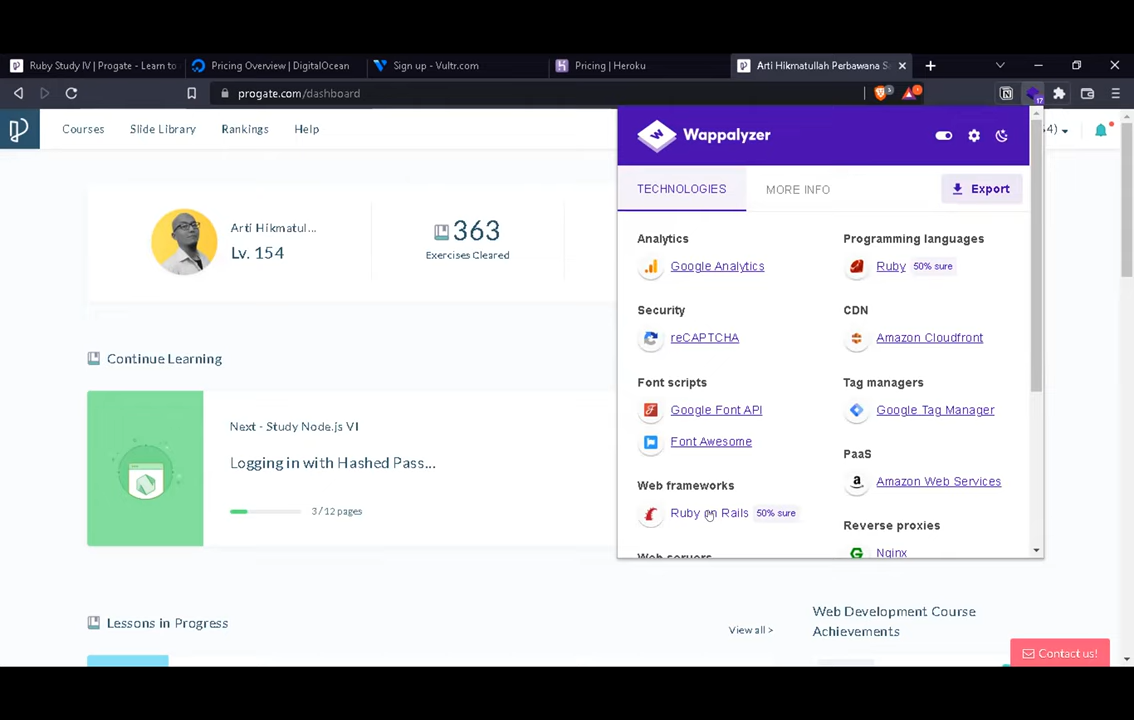 Ruby Study IV | Progate - Learn to
Pricing Overview | DigitalOcean
Sign up - Vultr.com
Pricing | Heroku
Arti Hikmatullah Perbawana S
progate.com/dashboard
17
Courses
Slide Library
Rankings
Help
4)
Arti Hikmatul...
Lv. 154
363
Exercises Cleared
Continue Learning
Next - Study Node.js VI
Logging in with Hashed Pass...
3 / 12 pages
Lessons in Progress
View all >
Web Development Course
Achievements
Contact us!
Wappalyzer
TECHNOLOGIES
MORE INFO
Export
Analytics
Google Analytics
Security
reCAPTCHA
Font scripts
Google Font API
Font Awesome
Web frameworks
Ruby on Rails 50% sure
Web servers
Programming languages
Ruby 50% sure
CDN
Amazon Cloudfront
Tag managers
Google Tag Manager
PaaS
Amazon Web Services
Reverse proxies
Nginx